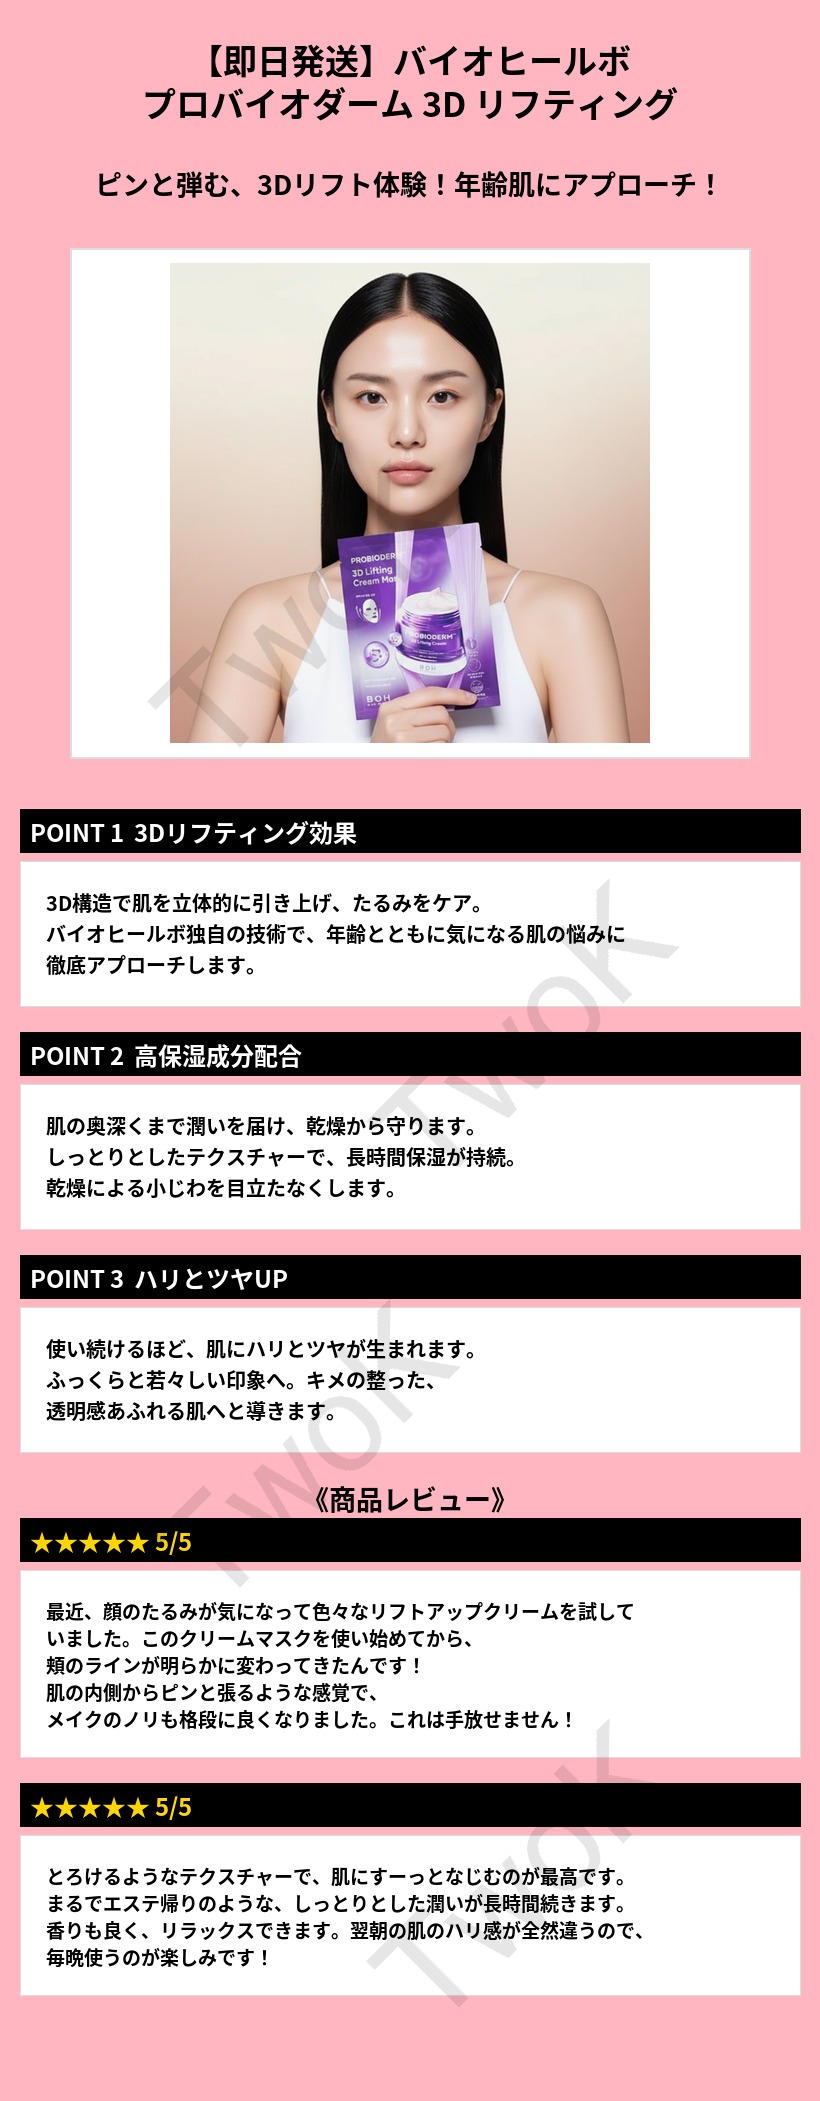 【即日発送】バイオヒールボ
プロバイオダーム 3D リフティング
ピンと弾む、3Dリフト体験！年齢肌にアプローチ！
PROBIODERM
3D Lifting
Cream Mas
PROBIODERM™
3D Lifting Cream
BOH
BOH
POINT 1 3Dリフティング効果
3D構造で肌を立体的に引き上げ、たるみをケア。
バイオヒールボ独自の技術で、年齢とともに気になる肌の悩みに
徹底アプローチします。
POINT 2 高保湿成分配合
肌の奥深くまで潤いを届け、乾燥から守ります。
しっとりとしたテクスチャーで、長時間保湿が持続。
乾燥による小じわを目立たなくします。
POINT 3 ハリとツヤUP
使い続けるほど、肌にハリとツヤが生まれます。
ふっくらと若々しい印象へ。キメの整った、
透明感あふれる肌へと導きます。
《商品レビュー》
★★★★★ 5/5
最近、顔のたるみが気になって色々なリフトアップクリームを試して
いました。このクリームマスクを使い始めてから、
頬のラインが明らかに変わってきたんです！
肌の内側からピンと張るような感覚で、
メイクのノリも格段に良くなりました。これは手放せません！
★★★★★ 5/5
とろけるようなテクスチャーで、肌にすーっとなじむのが最高です。
まるでエステ帰りのような、しっとりとした潤いが長時間続きます。
香りも良く、リラックスできます。翌朝の肌のハリ感が全然違うので、
毎晩使うのが楽しみです！
TwoK
TwoK
TwoK
TwoK